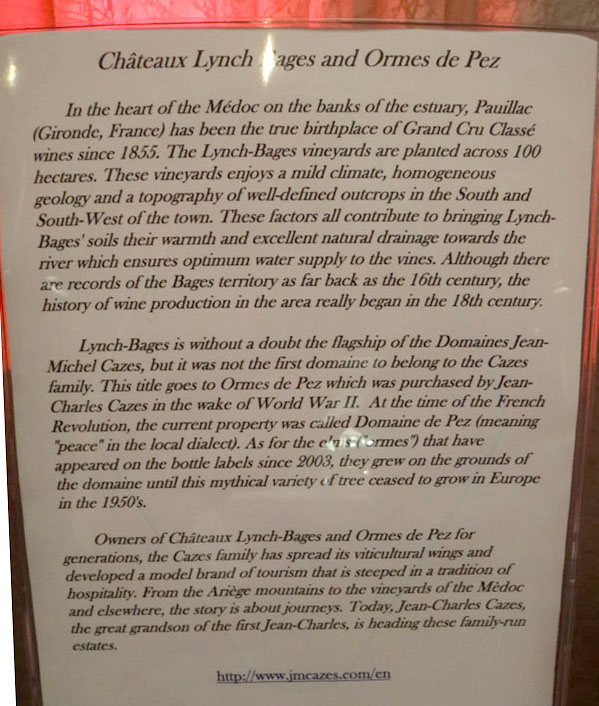 Châteaux Lynch Bages and Ormes de Pez
In the heart of the Médoc on the banks of the estuary, Pauillac
(Gironde, France) has been the true birthplace of Grand Cru Classé
wines since 1855. The Lynch-Bages vineyards are planted across 100
hectares. These vineyards enjoys a mild climate, homogeneous
geology and a topography of well-defined outcrops in the South and
South-West of the town. These factors all contribute to bringing Lynch-
Bages' soils their warmth and excellent natural drainage towards the
river which ensures optimum water supply to the vines. Although there
are records of the Bages territory as far back as the 16th century, the
history of wine production in the area really began in the 18th century.
Lynch-Bages is without a doubt the flagship of the Domaines Jean-
Michel Cazes, but it was not the first domaine to belong to the Cazes
family. This title goes to Ormes de Pez which was purchased by Jean-
Charles Cazes in the wake of World War II. At the time of the French
Revolution, the current property was called Domaine de Pez (meaning
"peace" in the local dialect). As for the elms ("ormes") that have
appeared on the bottle labels since 2003, they grew on the grounds of
the domaine until this mythical variety of tree ceased to grow in Europe
in the 1950's.
Owners of Châteaux Lynch-Bages and Ormes de Pez for
generations, the Cazes family has spread its viticultural wings and
developed a model brand of tourism that is steeped in a tradition of
hospitality. From the Ariège mountains to the vineyards of the Mèdoc
and elsewhere, the story is about journeys. Today, Jean-Charles Cazes,
the great grandson of the first Jean-Charles, is heading these family-run
estates.
http://www.jmcazes.com/en